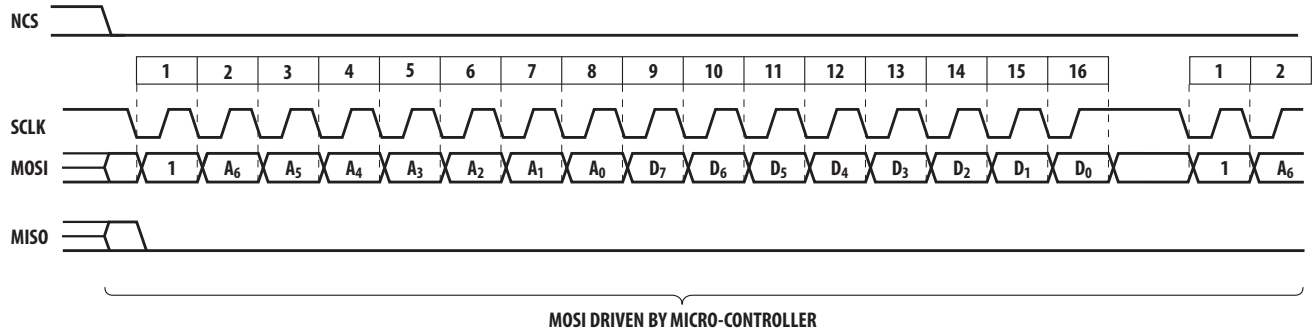 NCS
1 2 3 4 5 6 7 8 9 10 11 12 13 14 15 16 1 2
SCLK
MOSI 1 A6 A5 A4 A3 A2 A1 A0 D7 D6 D5 D4 D3 D2 D1 D0 1 A6
MISO
MOSI DRIVEN BY MICRO-CONTROLLER